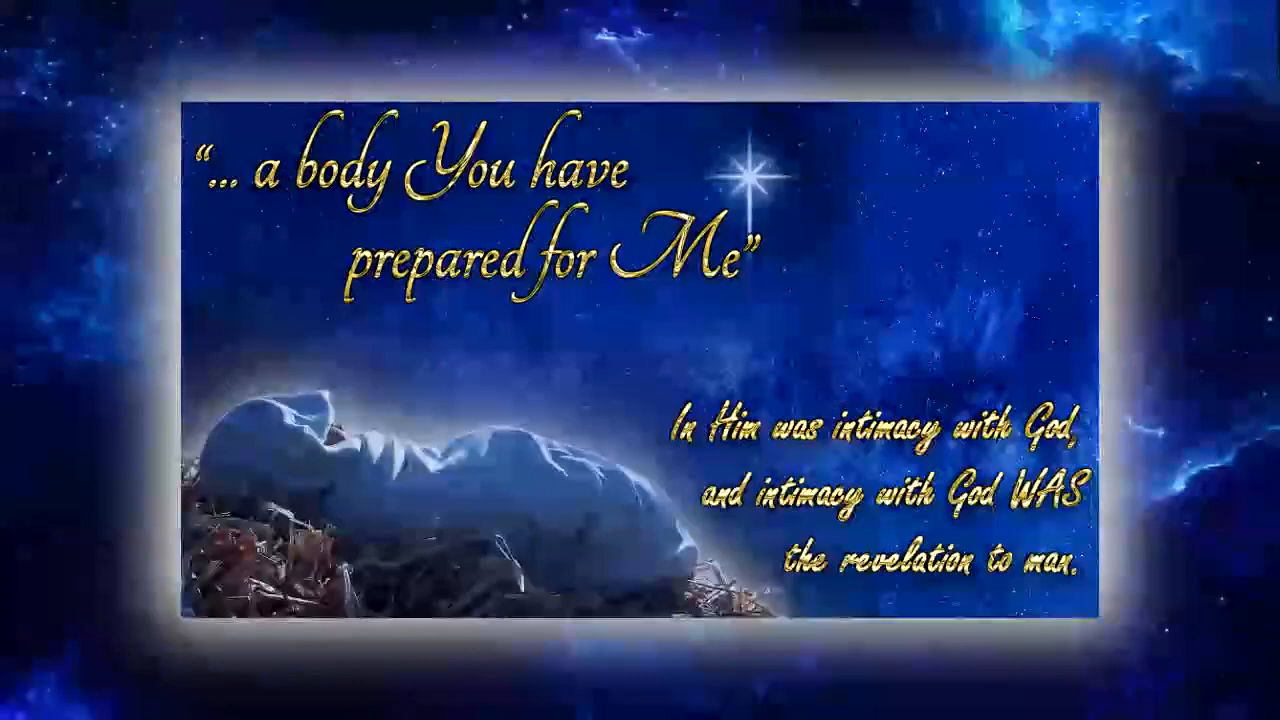 “... a body You have
prepared for Me”
In Him was intimacy with God,
and intimacy with God WAS
the revelation to man.